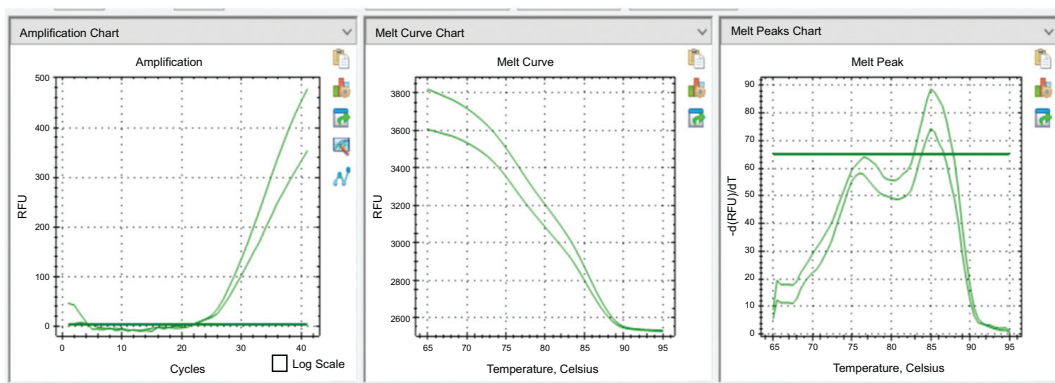 Amplification Chart
Amplification
500
400
300
200
100
0
RFU
0 10 20 30 40
Cycles
Log Scale
Melt Curve Chart
Melt Curve
3800
3600
3400
3200
3000
2800
2600
RFU
65 70 75 80 85 90 95
Temperature, Celsius
Melt Peaks Chart
Melt Peak
90
80
70
60
50
40
30
20
10
0
-d(RFU)/dT
65 70 75 80 85 90 95
Temperature, Celsius